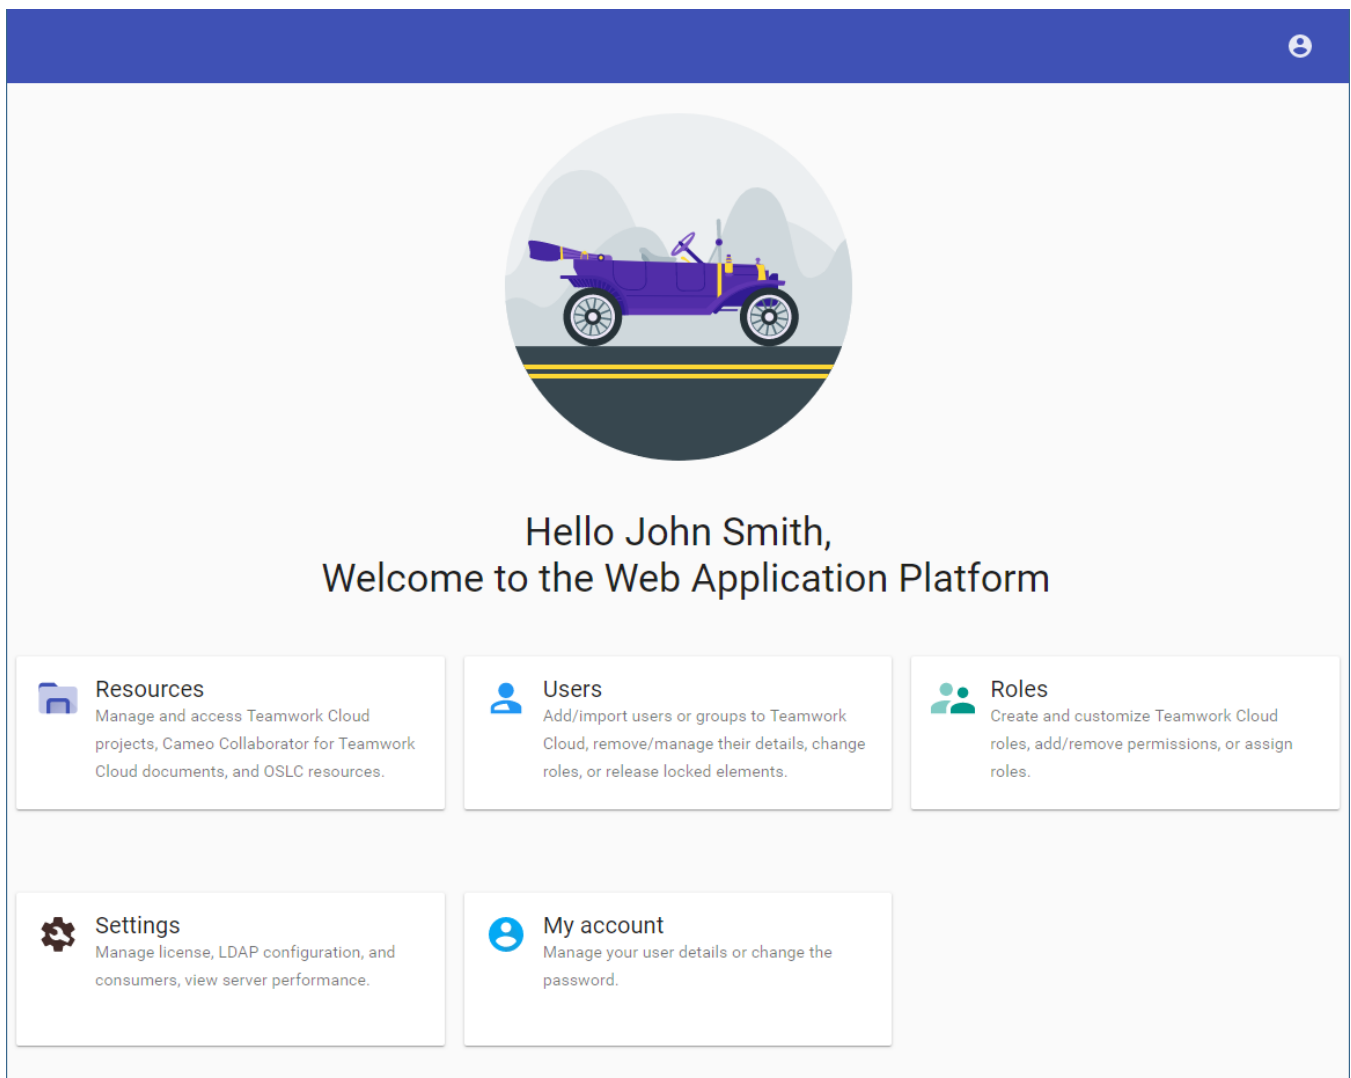 Hello John Smith,
Welcome to the Web Application Platform
Resources
Manage and access Teamwork Cloud
projects, Cameo Collaborator for Teamwork
Cloud documents, and OSLC resources.
Users
Add/import users or groups to Teamwork
Cloud, remove/manage their details, change
roles, or release locked elements.
Roles
Create and customize Teamwork Cloud
roles, add/remove permissions, or assign
roles.
Settings
Manage license, LDAP configuration, and
consumers, view server performance.
My account
Manage your user details or change the
password.